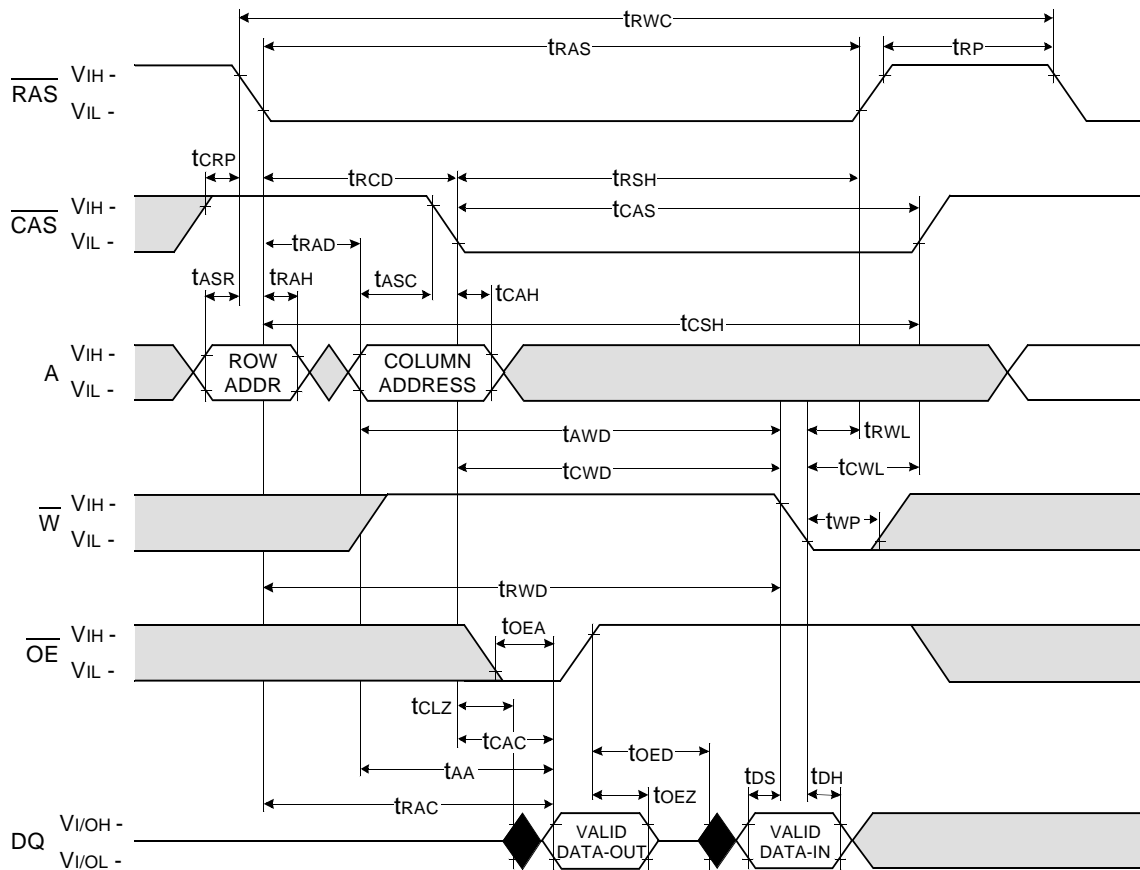 tRWC
tRAS
tRP
RAS
VIH -
VIL -
tCRP
tRCD
tRSH
CAS
VIH -
VIL -
tCAS
tRAD
tASR
tRAH
tASC
tCAH
tCSH
A
VIH -
VIL -
ROW
ADDR
COLUMN
ADDRESS
tAWD
tRWL
tCWD
tCWL
W
VIH -
VIL -
tWP
tRWD
OE
VIH -
VIL -
tOEA
tCLZ
tCAC
tOED
tAA
tDS
tDH
tOEZ
tRAC
DQ
VI/OH -
VI/OL -
VALID
DATA-OUT
VALID
DATA-IN